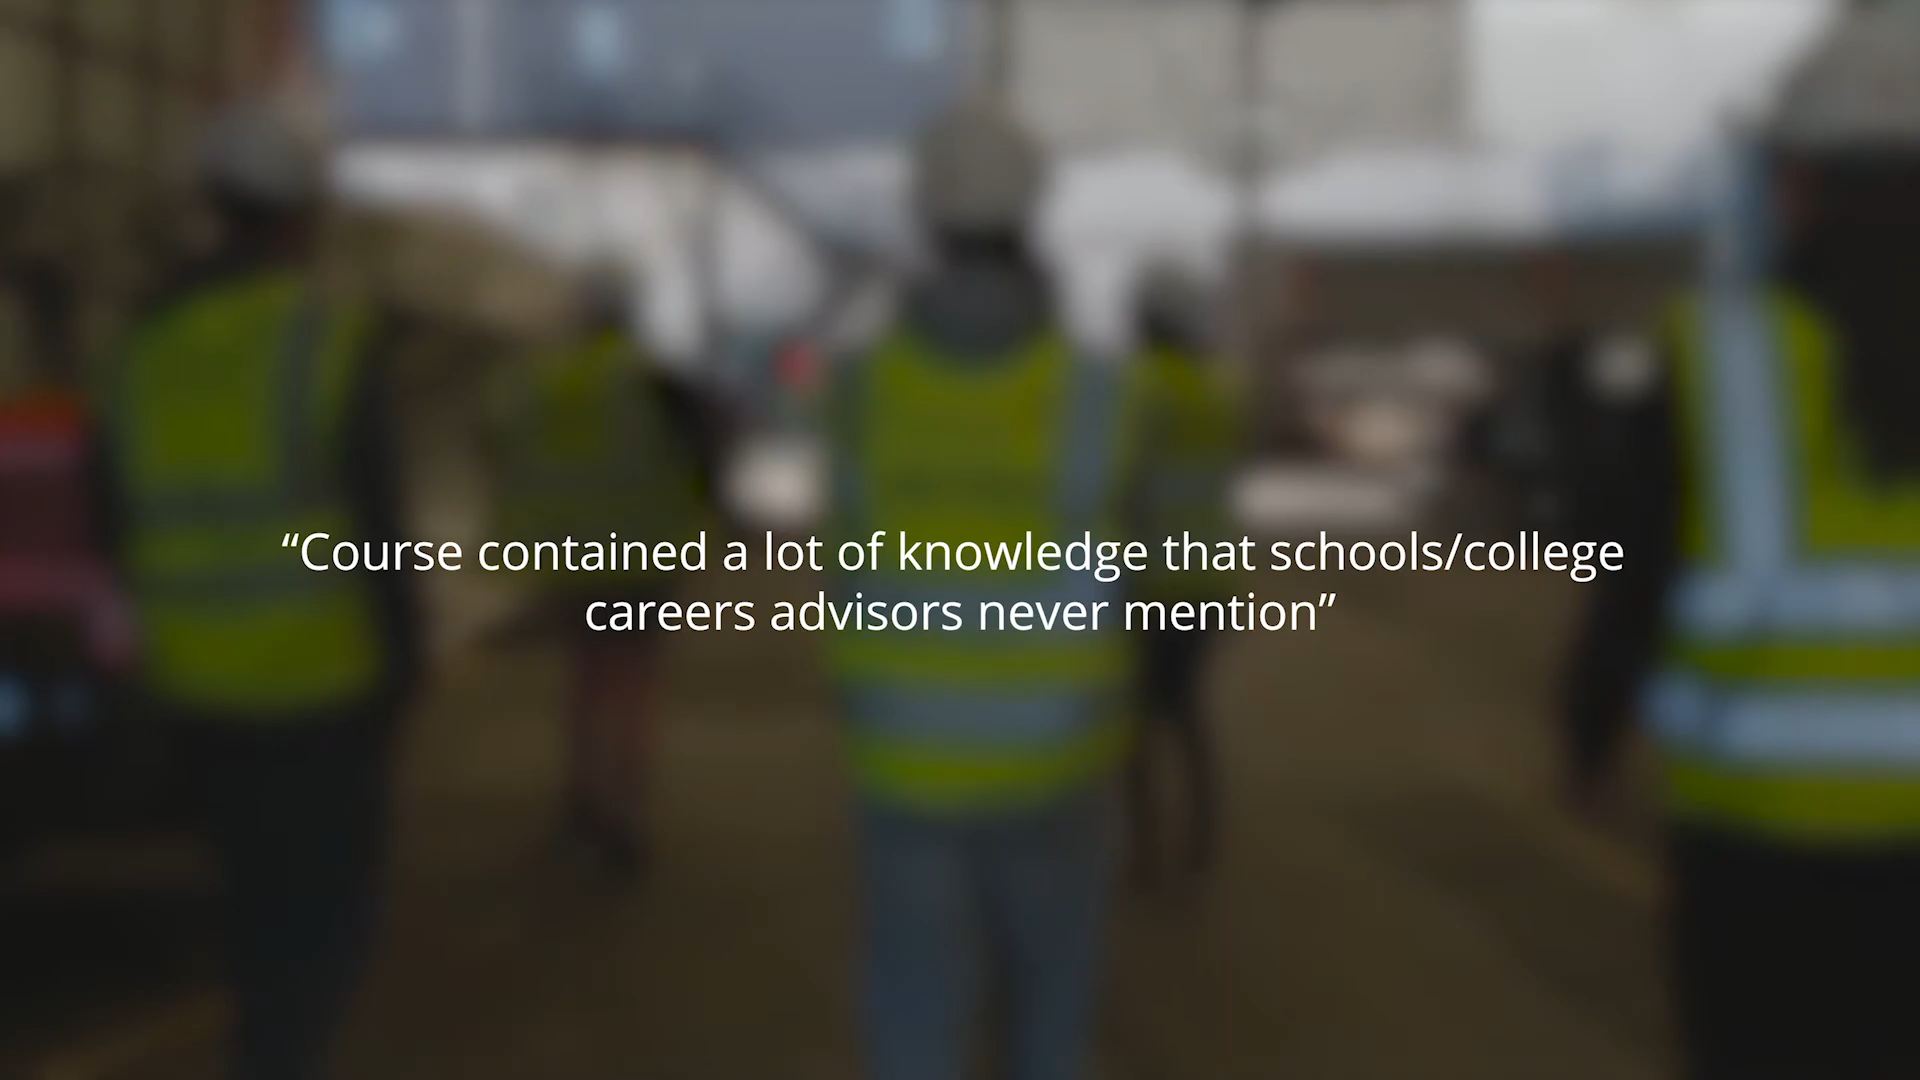 “Course contained a lot of knowledge that schools/college
careers advisors never mention”